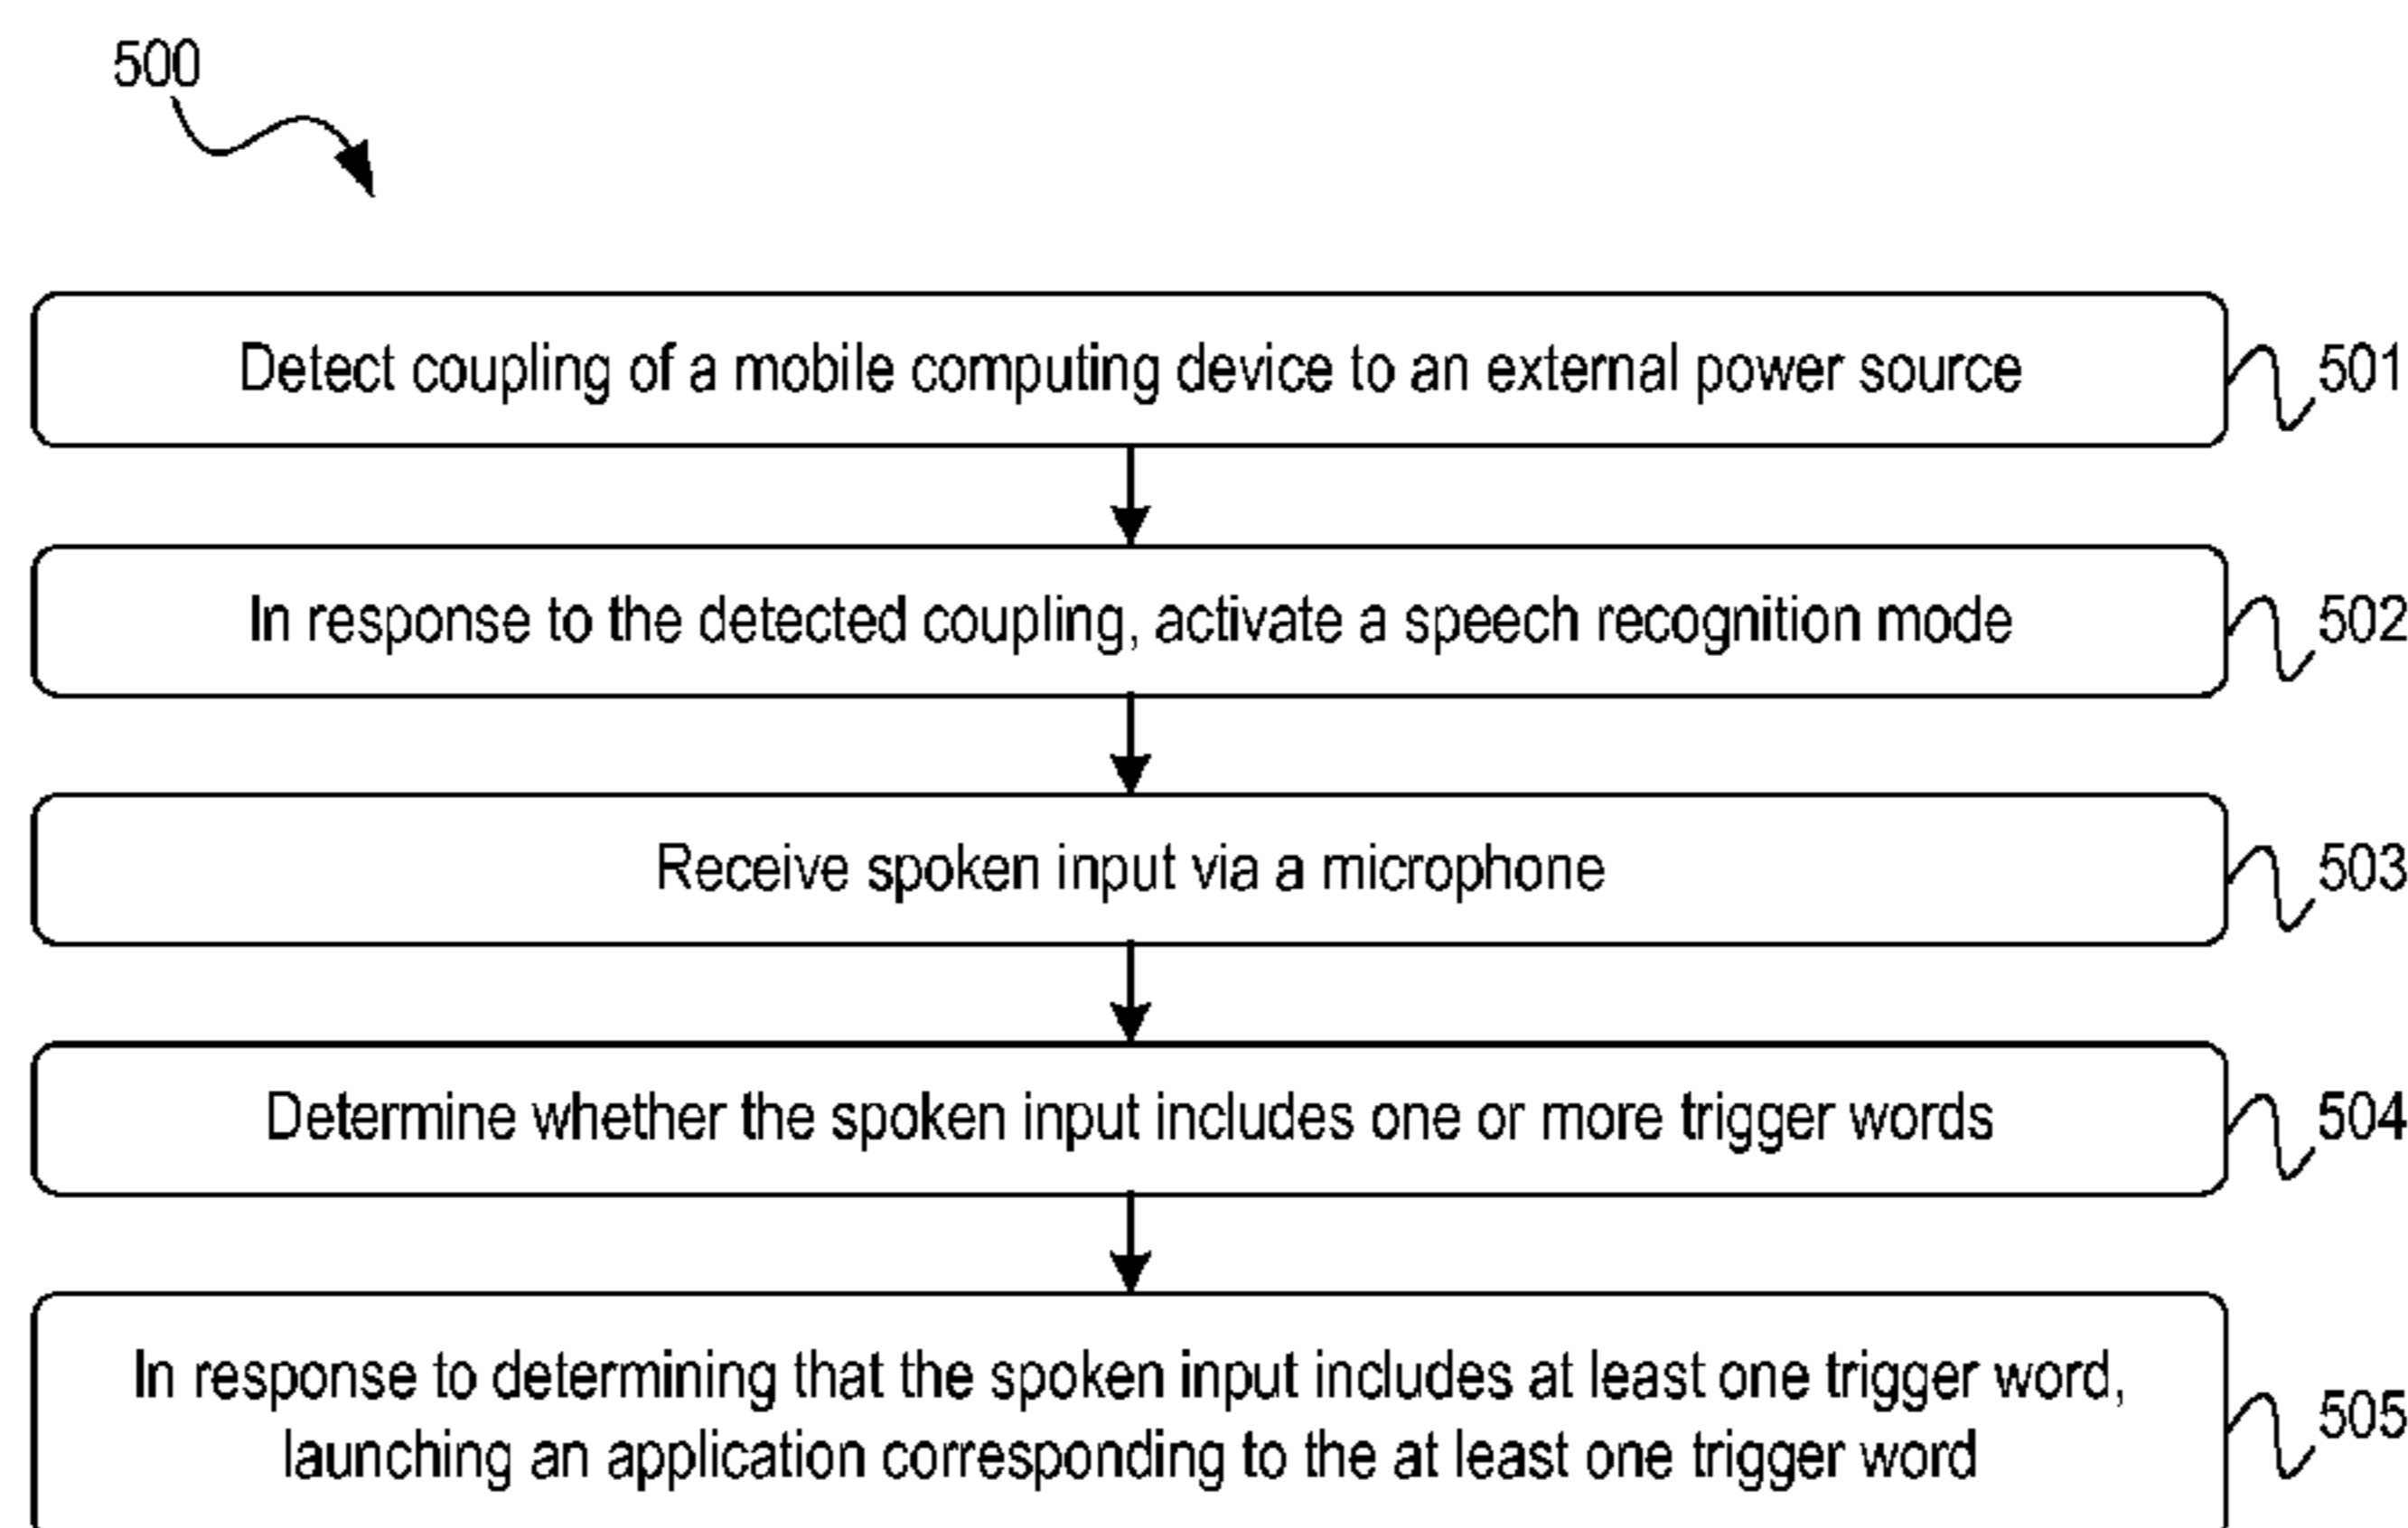 500
Detect coupling of a mobile computing device to an external power source
501
In response to the detected coupling, activate a speech recognition mode
502
Receive spoken input via a microphone
503
Determine whether the spoken input includes one or more trigger words
504
In response to determining that the spoken input includes at least one trigger word,
launching an application corresponding to the at least one trigger word
505